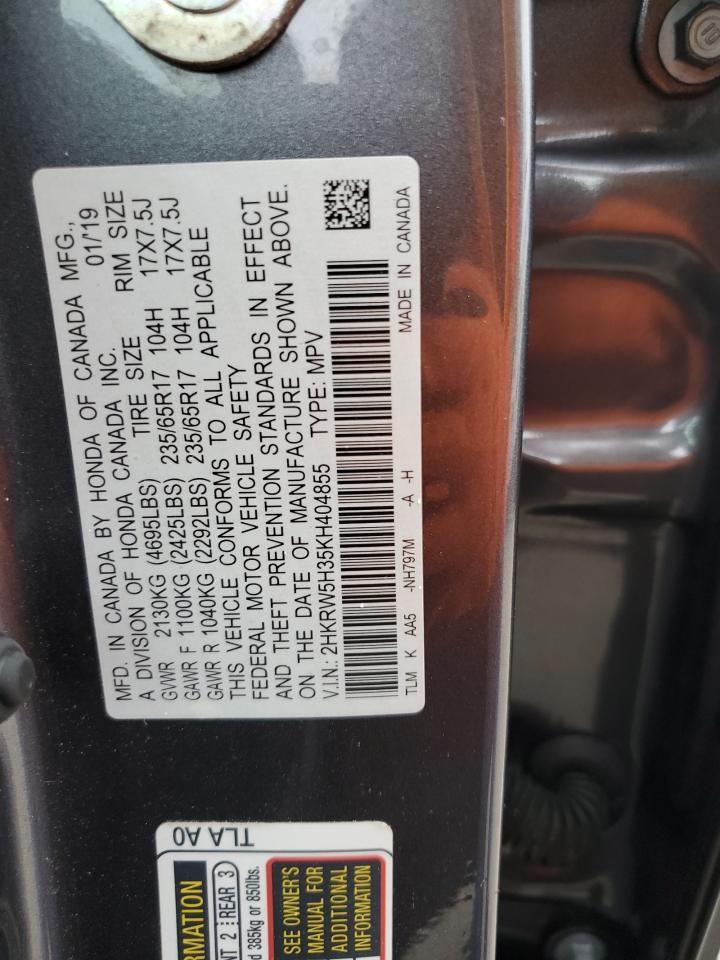 MFD. IN CANADA BY HONDA OF CANADA MFG.,
A DIVISION OF HONDA CANADA INC. 01/'19
TIRE SIZE RIM SIZE
GVWR 2130KG (4695LBS)
GAWR F 1100KG (2425LBS) 235/65R17 104H 17X7.5J
GAWR R 1040KG (2292LBS) 235/65R17 104H 17X7.5J
THIS VEHICLE CONFORMS TO ALL APPLICABLE
FEDERAL MOTOR VEHICLE SAFETY
AND THEFT PREVENTION STANDARDS IN EFFECT
ON THE DATE OF MANUFACTURE SHOWN ABOVE.
V.I.N.: 2HKRW5H35KH404855 TYPE: MPV
TLM K AA5 -NH797M -A -H MADE IN CANADA
TLA A0
2 REAR 3
385kg or 850lbs.
SEE OWNER'S
MANUAL FOR
ADDITIONAL
INFORMATION